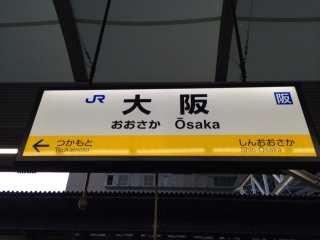 JR 大阪 阪
おおさか Ōsaka
← つかもと しんおおさか
Tsukamoto Shin-Ōsaka